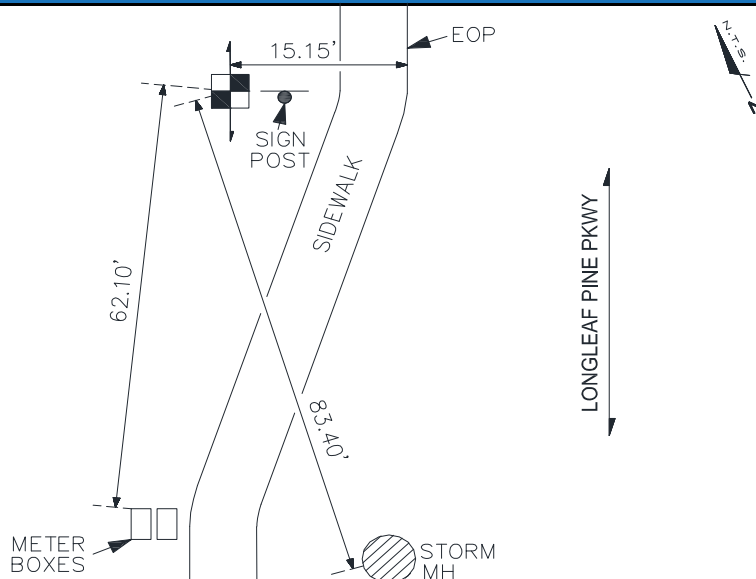 15.15'
EOP
N.T.S.
SIGN
POST
SIDEWALK
62.10'
LONGLEAF PINE PKWY
83.40'
METER
BOXES
STORM
MH